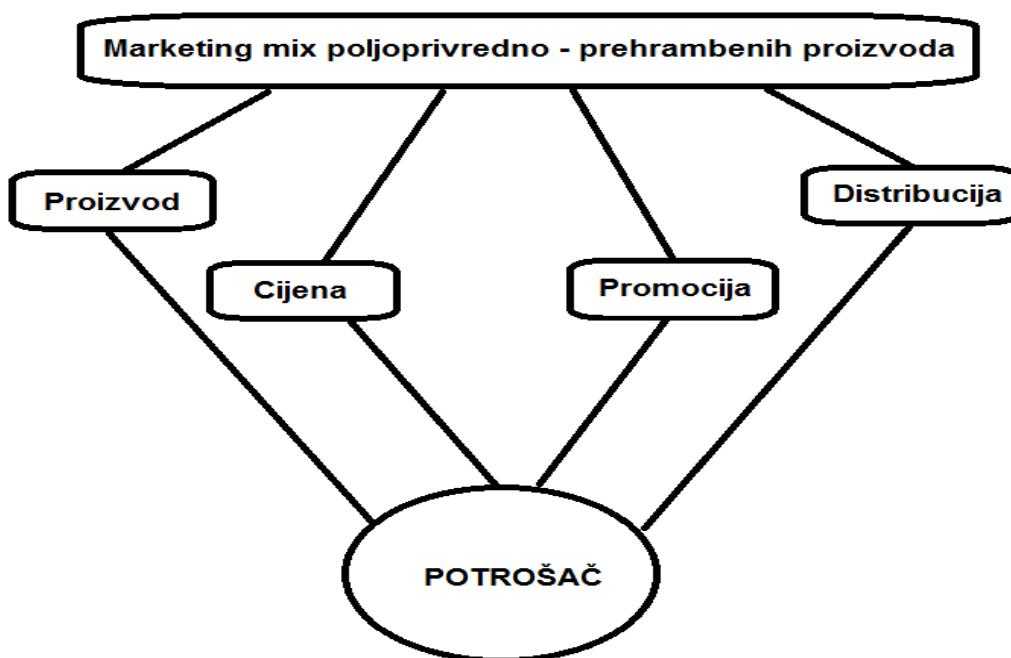 Marketing mix poljoprivredno - prehrambenih proizvoda
Proizvod
Distribucija
Cijena
Promocija
POTROŠAČ